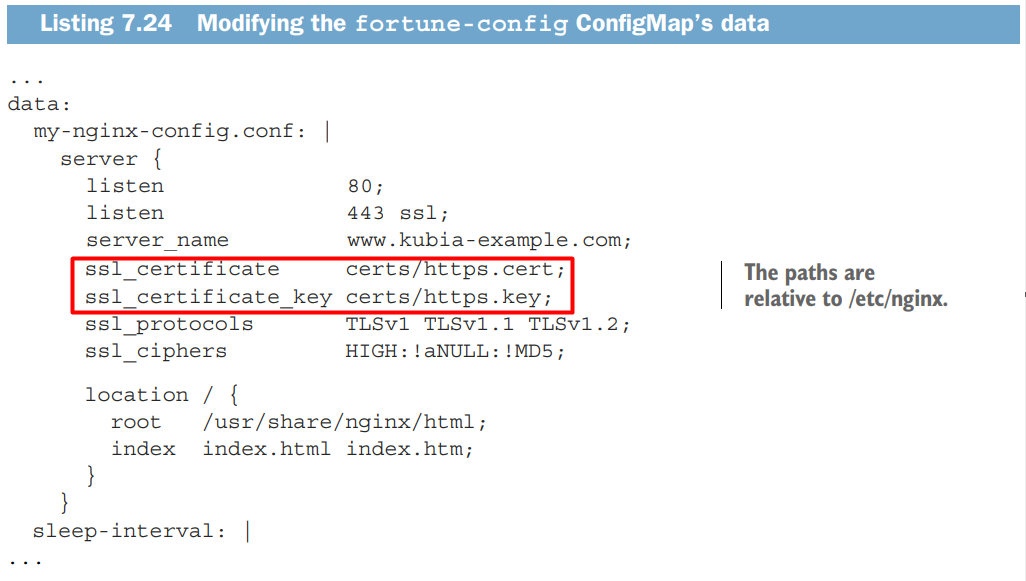 Listing 7.24 Modifying the fortune-config ConfigMap's data
...
data:
  my-nginx-config.conf: |
    server {
      listen              80;
      listen              443 ssl;
      server_name         www.kubia-example.com;
      ssl_certificate     certs/https.cert;
      ssl_certificate_key certs/https.key;
      ssl_protocols       TLSv1 TLSv1.1 TLSv1.2;
      ssl_ciphers         HIGH:!aNULL:!MD5;
      location / {
        root   /usr/share/nginx/html;
        index  index.html index.htm;
      }
    }
  sleep-interval: |
...
The paths are
relative to /etc/nginx.